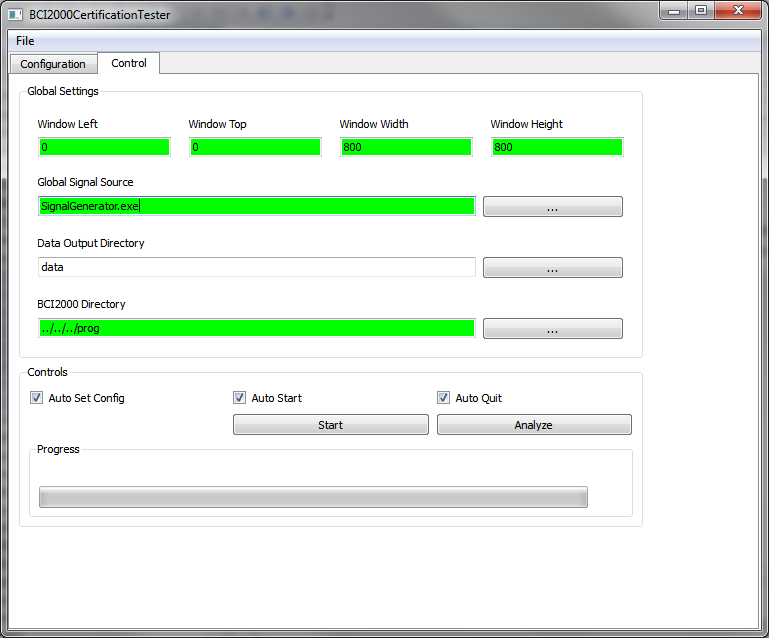 BCI2000CertificationTester
File
Configuration Control
Global Settings
Window Left Window Top Window Width Window Height
0 0 800 800
Global Signal Source
SignalGenerator.exe ...
Data Output Directory
data ...
BCI2000 Directory
../../../prog ...
Controls
Auto Set Config Auto Start Auto Quit
Start Analyze
Progress